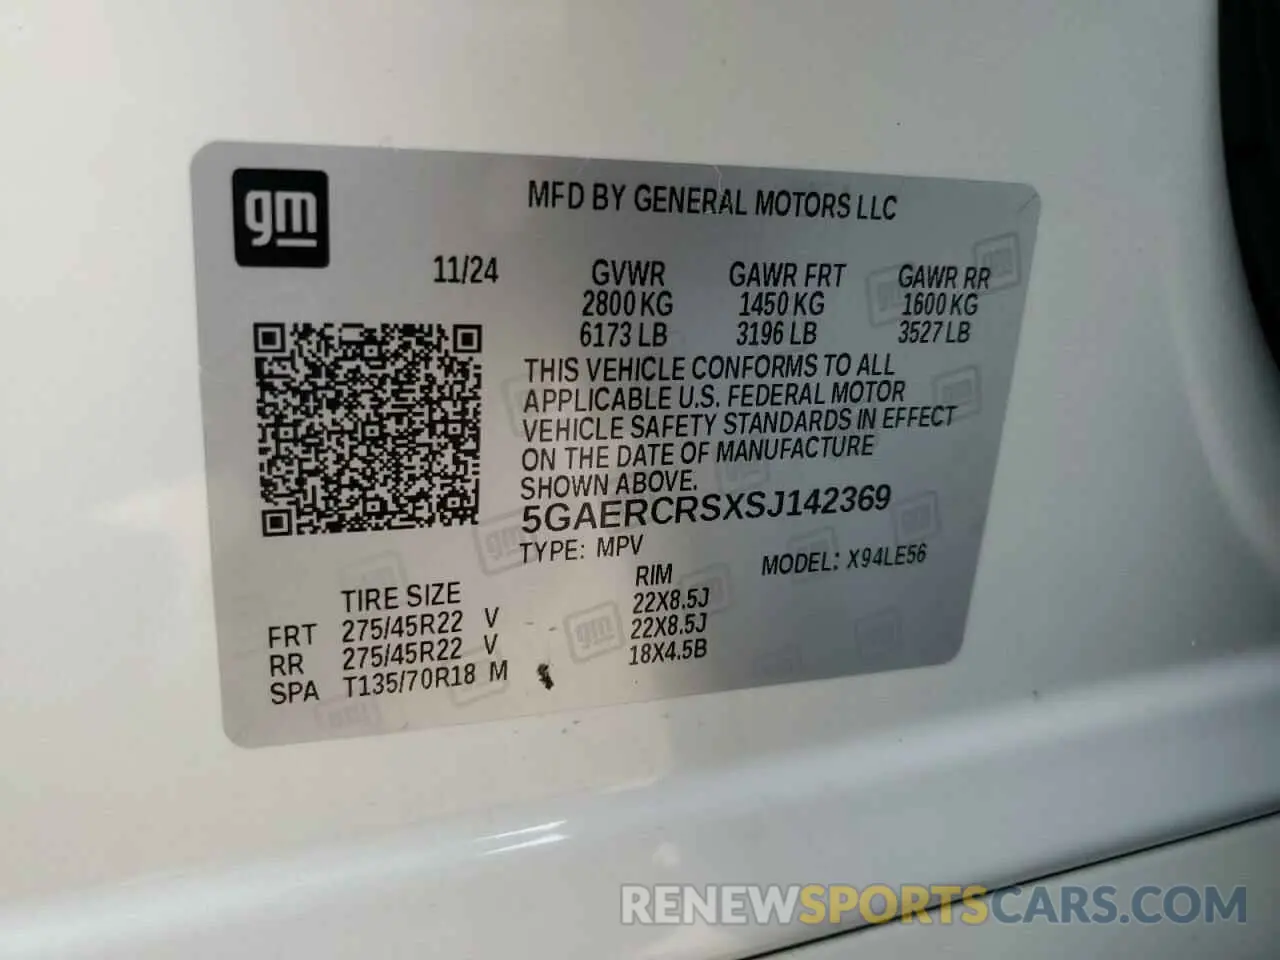 gm
MFD BY GENERAL MOTORS LLC
11/24 GVWR GAWR FRT GAWR RR
2800 KG 1450 KG 1600 KG
6173 LB 3196 LB 3527 LB
THIS VEHICLE CONFORMS TO ALL
APPLICABLE U.S. FEDERAL MOTOR
VEHICLE SAFETY STANDARDS IN EFFECT
ON THE DATE OF MANUFACTURE
SHOWN ABOVE.
5GAERCRSXSJ142369
TYPE: MPV MODEL: X94LE56
TIRE SIZE RIM
FRT 275/45R22 V 22X8.5J
RR 275/45R22 V 22X8.5J
SPA T135/70R18 M 18X4.5B
gm
RENEWSPORTSCARS.COM